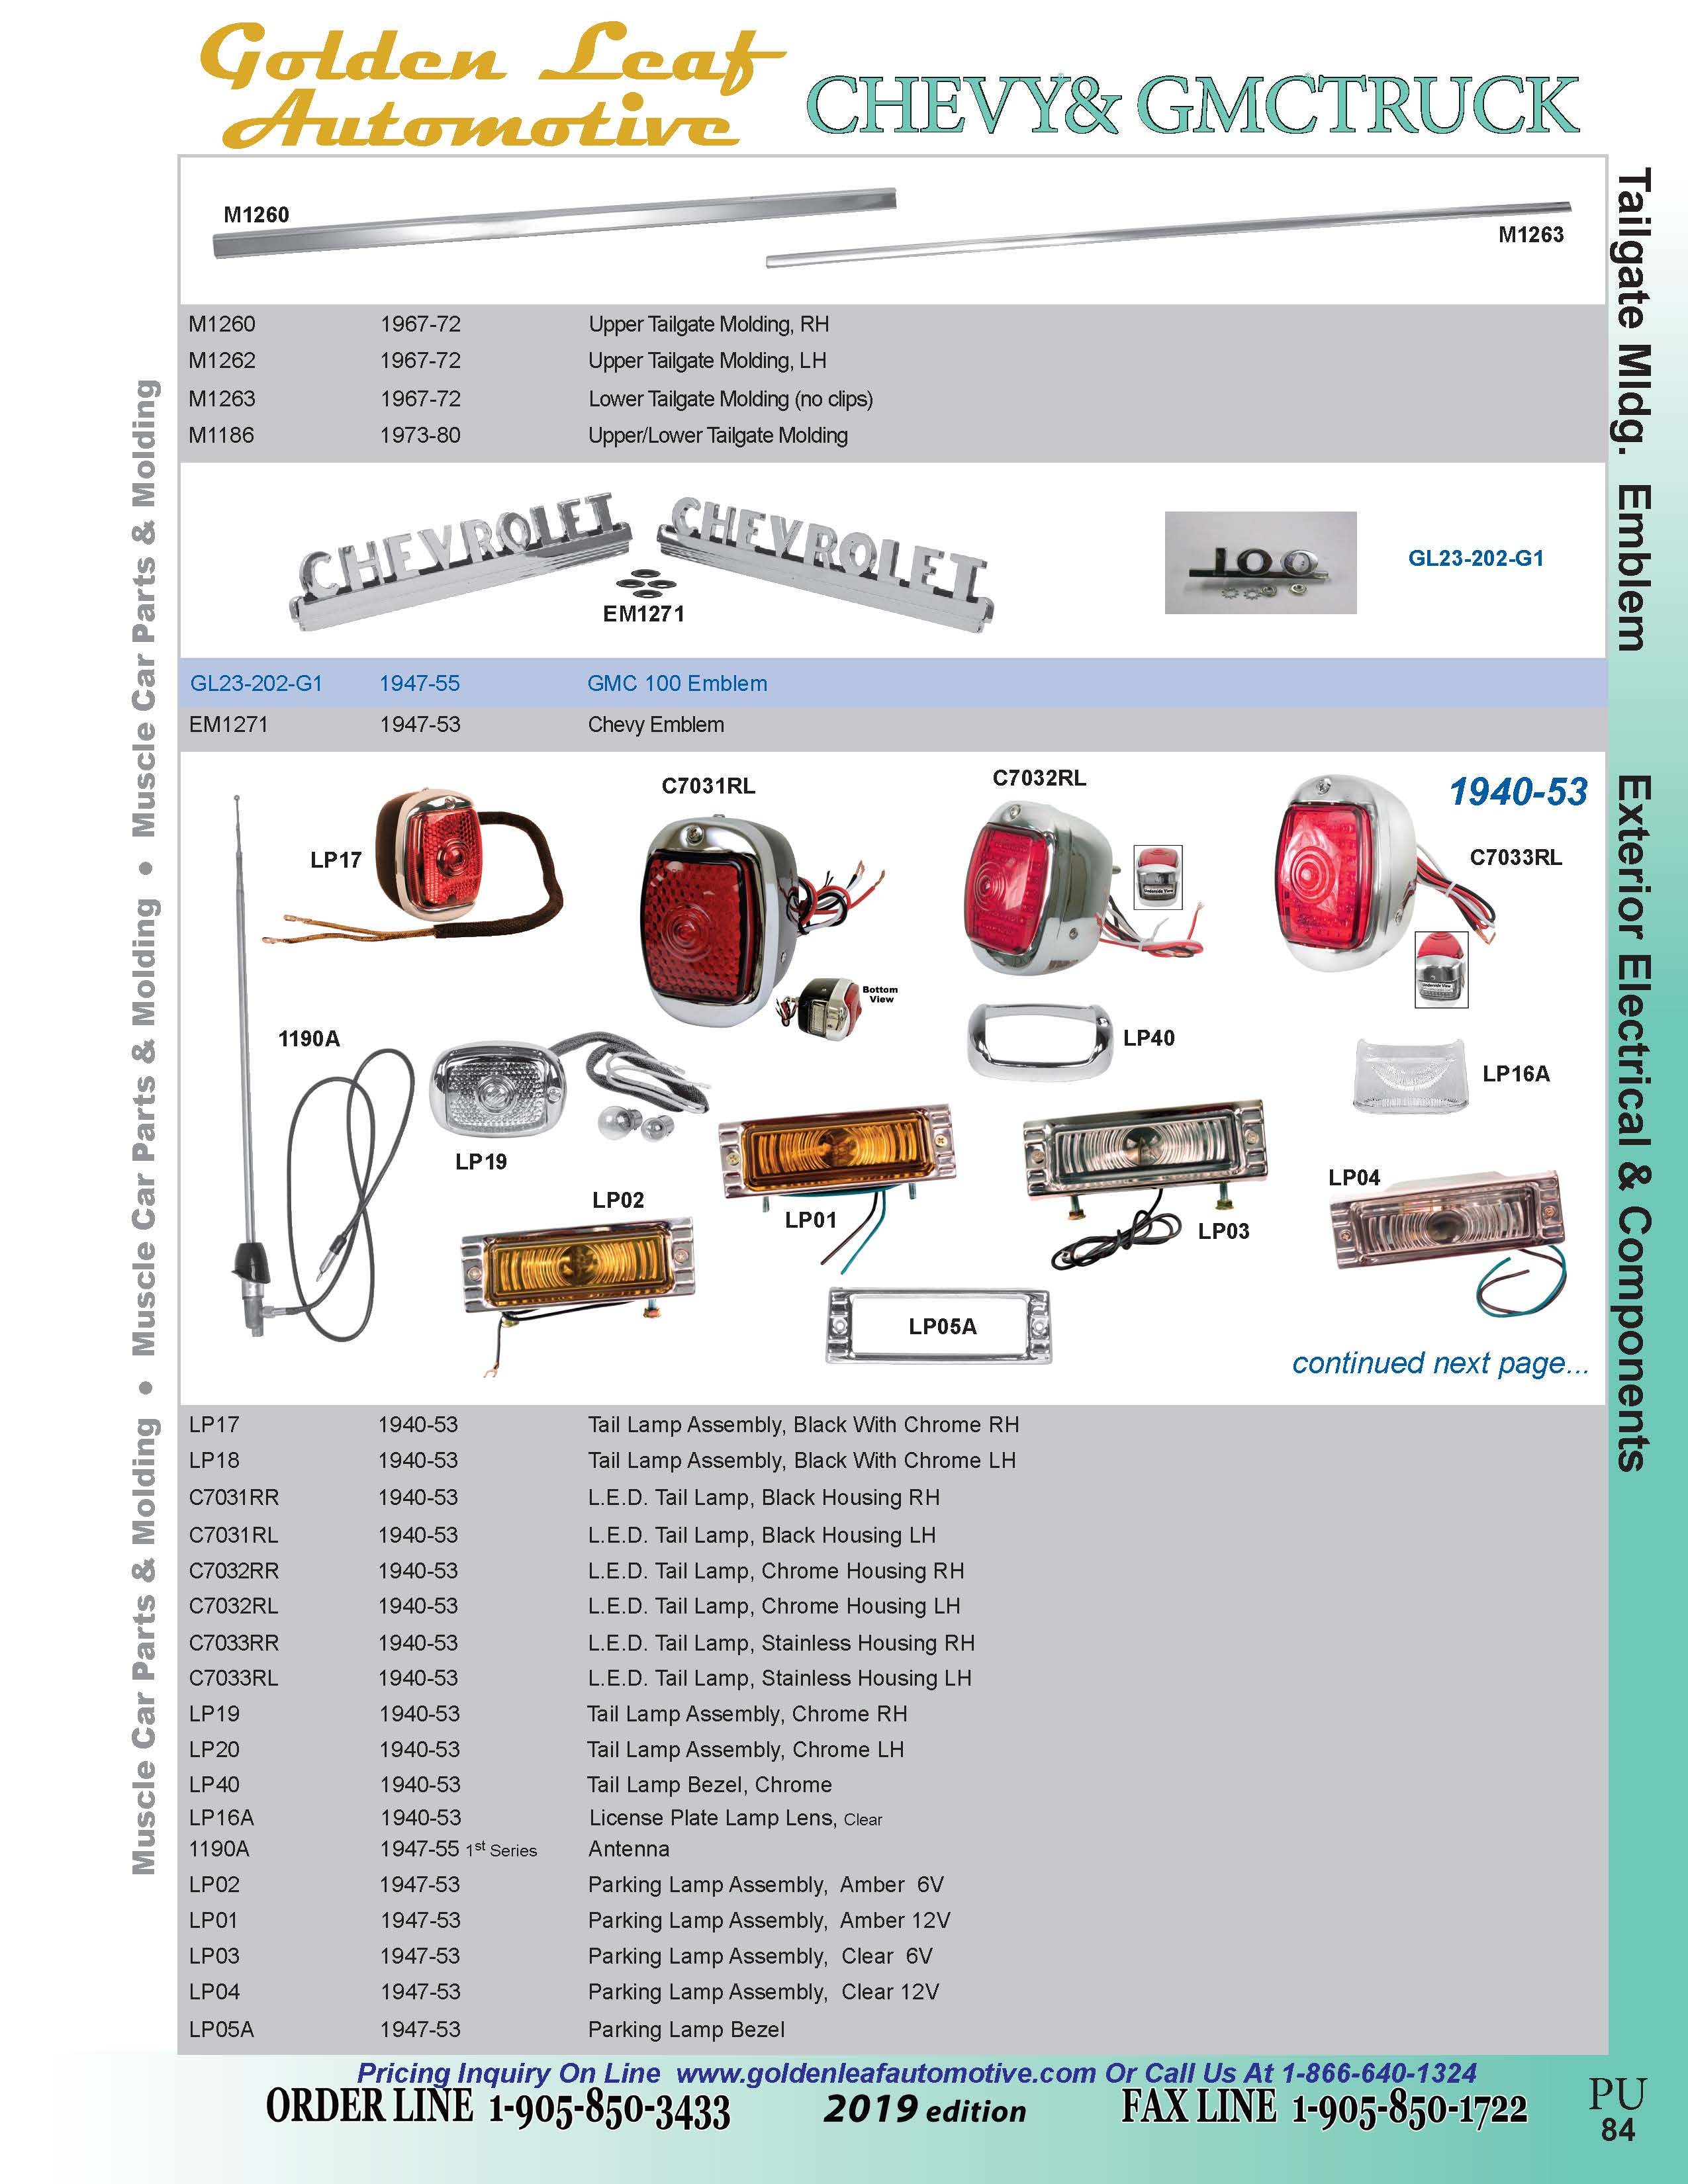 Golden Leaf
Automotive
CHEVY& GMCTRUCK
M1260
M1263
M1260 1967-72 Upper Tailgate Molding, RH
M1262 1967-72 Upper Tailgate Molding, LH
M1263 1967-72 Lower Tailgate Molding (no clips)
M1186 1973-80 Upper/Lower Tailgate Molding
CHEVROLET CHEVROLET
100
GL23-202-G1
EM1271
GL23-202-G1 1947-55 GMC 100 Emblem
EM1271 1947-53 Chevy Emblem
1940-53
C7031RL
C7032RL
LP17
C7033RL
Underside View
Underside View
Bottom
View
1190A
LP40
LP16A
LP19
LP02
LP01
LP03
LP04
LP05A
continued next page...
LP17 1940-53 Tail Lamp Assembly, Black With Chrome RH
LP18 1940-53 Tail Lamp Assembly, Black With Chrome LH
C7031RR 1940-53 L.E.D. Tail Lamp, Black Housing RH
C7031RL 1940-53 L.E.D. Tail Lamp, Black Housing LH
C7032RR 1940-53 L.E.D. Tail Lamp, Chrome Housing RH
C7032RL 1940-53 L.E.D. Tail Lamp, Chrome Housing LH
C7033RR 1940-53 L.E.D. Tail Lamp, Stainless Housing RH
C7033RL 1940-53 L.E.D. Tail Lamp, Stainless Housing LH
LP19 1940-53 Tail Lamp Assembly, Chrome RH
LP20 1940-53 Tail Lamp Assembly, Chrome LH
LP40 1940-53 Tail Lamp Bezel, Chrome
LP16A 1940-53 License Plate Lamp Lens, Clear
1190A 1947-55 1st Series Antenna
LP02 1947-53 Parking Lamp Assembly, Amber 6V
LP01 1947-53 Parking Lamp Assembly, Amber 12V
LP03 1947-53 Parking Lamp Assembly, Clear 6V
LP04 1947-53 Parking Lamp Assembly, Clear 12V
LP05A 1947-53 Parking Lamp Bezel
Muscle Car Parts & Molding • Muscle Car Parts & Molding • Muscle Car Parts & Molding
Tailgate Mldg. Emblem Exterior Electrical & Components
Pricing Inquiry On Line www.goldenleafautomotive.com Or Call Us At 1-866-640-1324
ORDER LINE 1-905-850-3433 2019 edition FAX LINE 1-905-850-1722
PU
84